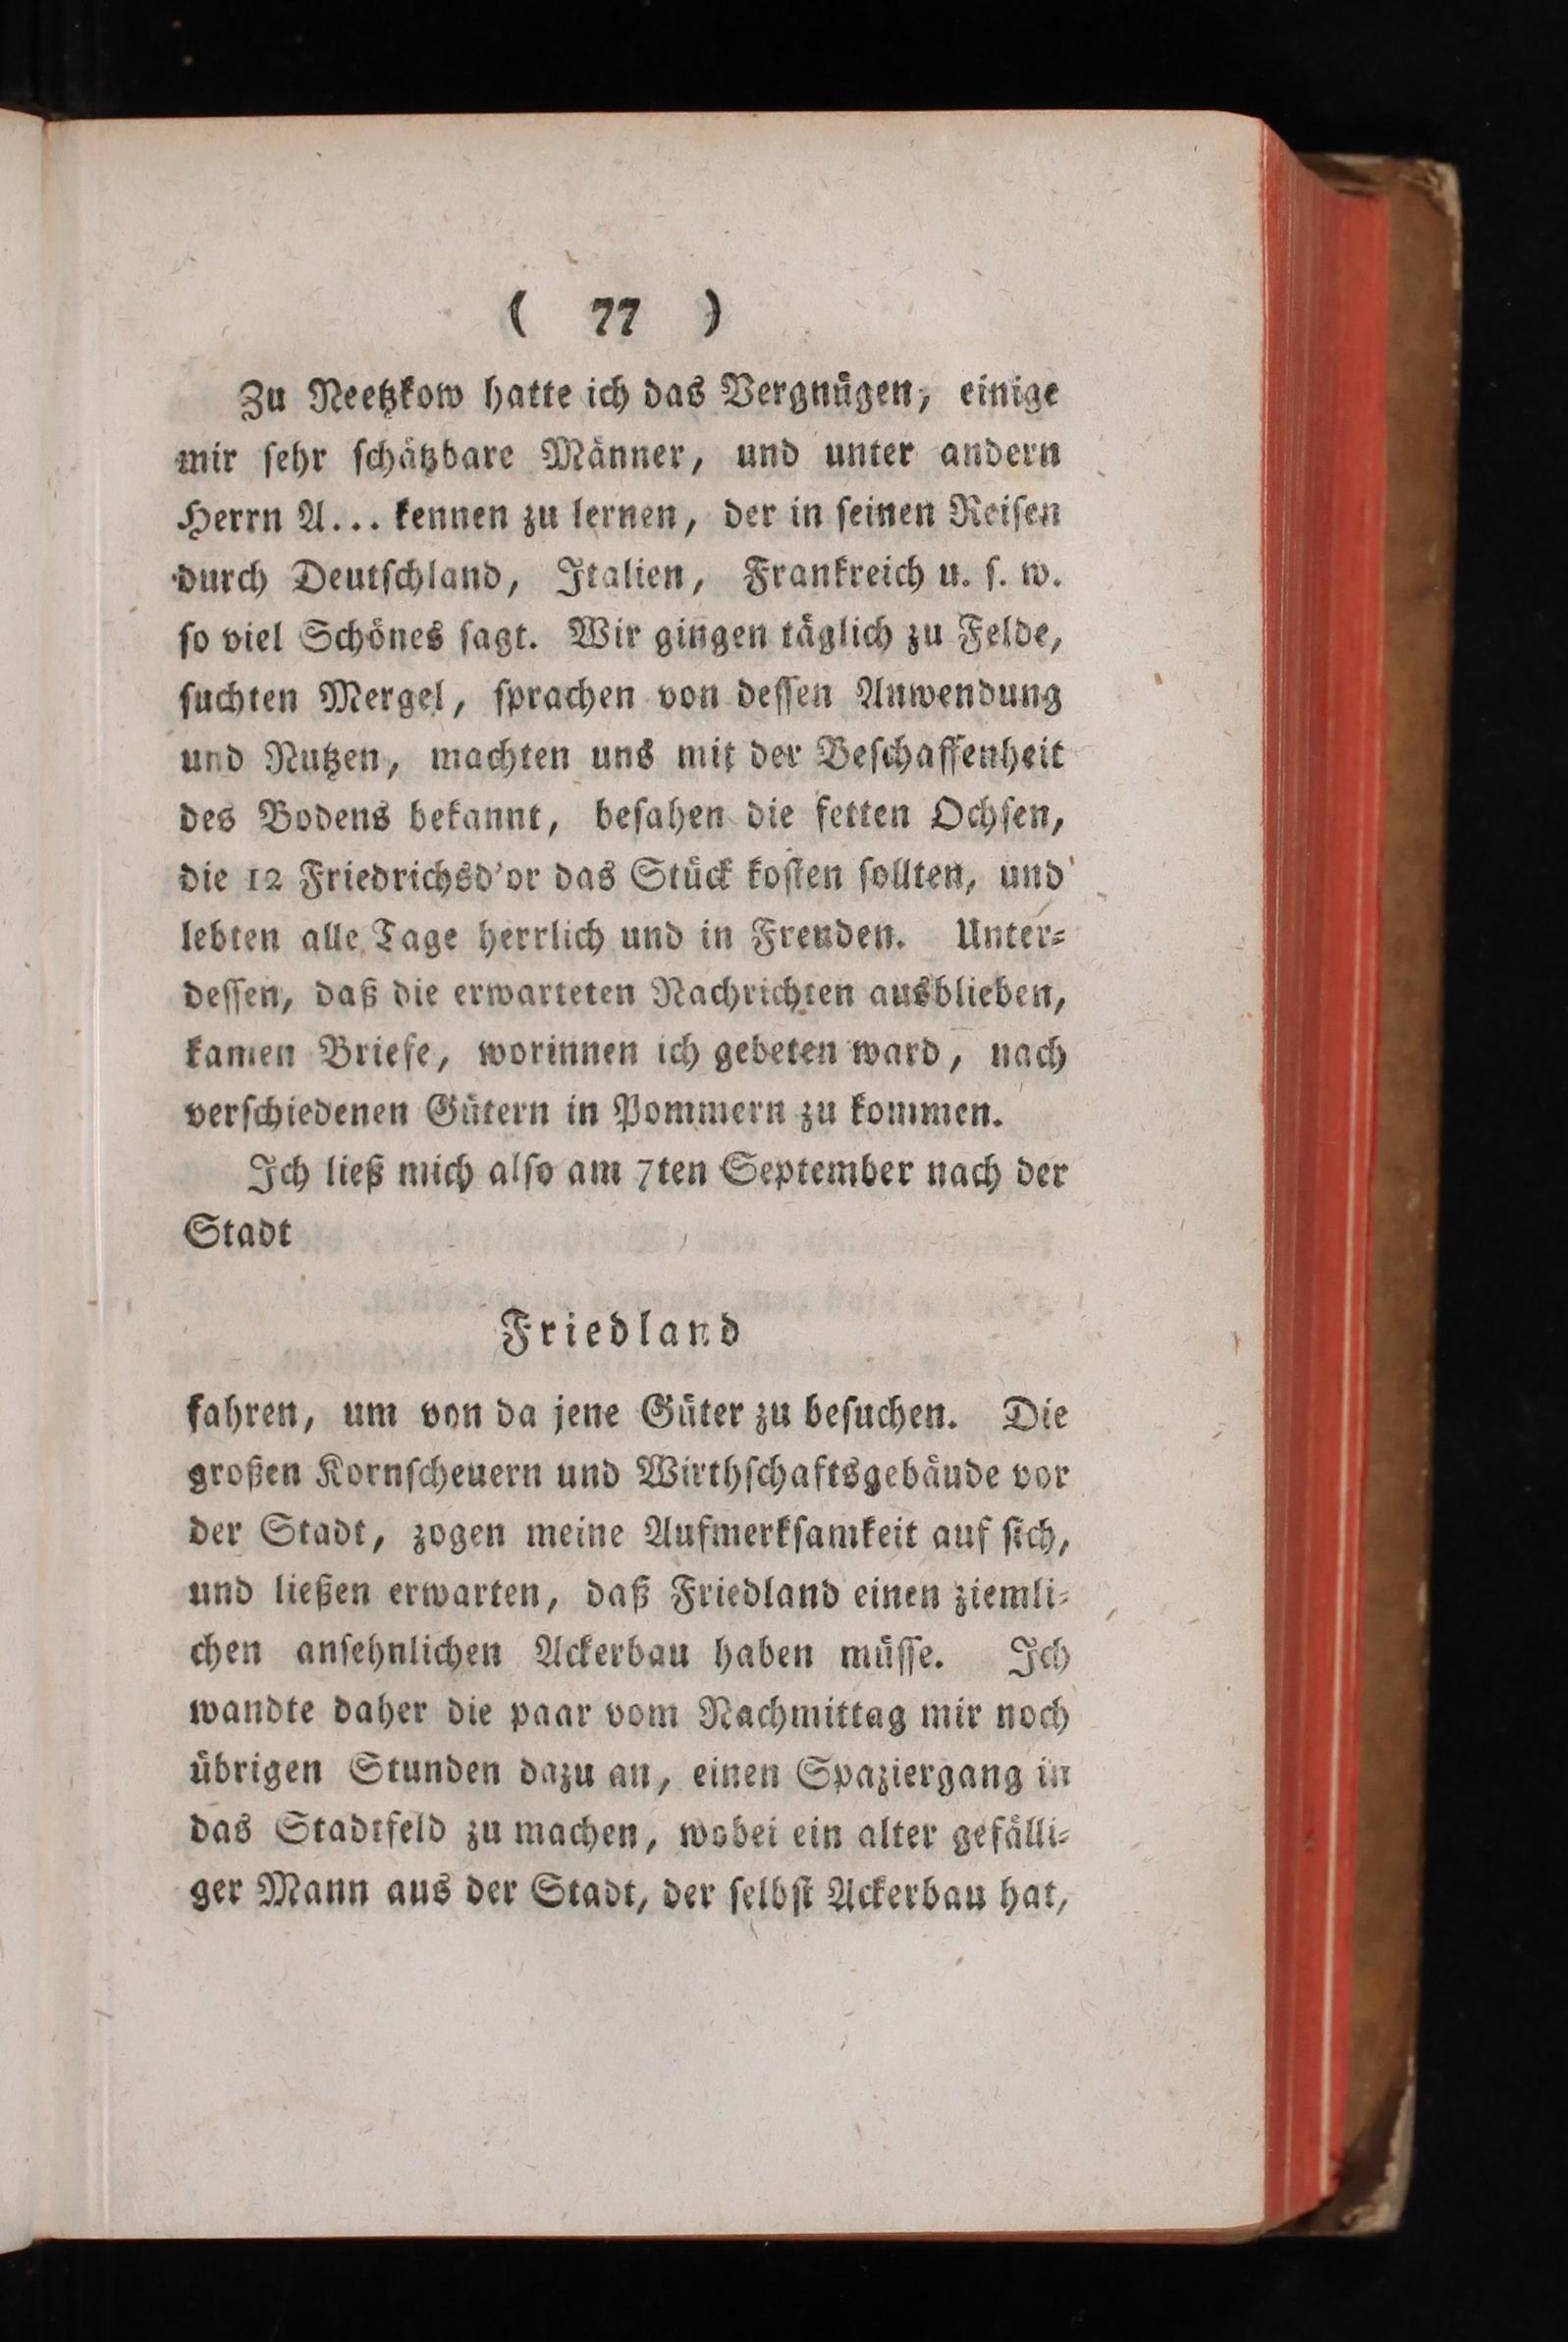 ( 77 )
Zu Neetzkow hatte ich das Vergnügen, einige
mir ſehr ſchätzbare Männer, und unter andern
Herrn A... kennen zu lernen, der in ſeinen Reiſen
durch Deutſchland, Italien, Frankreich u. ſ. w.
ſo viel Schönes ſagt. Wir gingen täglich zu Felde,
ſuchten Mergel, ſprachen von deſſen Anwendung
und Nutzen, machten uns mit der Beſchaffenheit
des Bodens bekannt, beſahen die fetten Ochſen,
die 12 Friedrichsd'or das Stück koſten ſollten, und
lebten alle Tage herrlich und in Freuden. Unter-
deſſen, daß die erwarteten Nachrichten ausblieben,
kamen Briefe, worinnen ich gebeten ward, nach
verſchiedenen Gütern in Pommern zu kommen.
Ich ließ mich alſo am 7ten September nach der
Stadt
Friedland
fahren, um von da jene Güter zu beſuchen. Die
großen Kornſcheuern und Wirthſchaftsgebäude vor
der Stadt, zogen meine Aufmerkſamkeit auf ſich,
und ließen erwarten, daß Friedland einen ziemli-
chen anſehnlichen Ackerbau haben müſſe. Ich
wandte daher die paar vom Nachmittag mir noch
übrigen Stunden dazu an, einen Spaziergang in
das Stadtfeld zu machen, wobei ein alter gefälli-
ger Mann aus der Stadt, der ſelbſt Ackerbau hat,